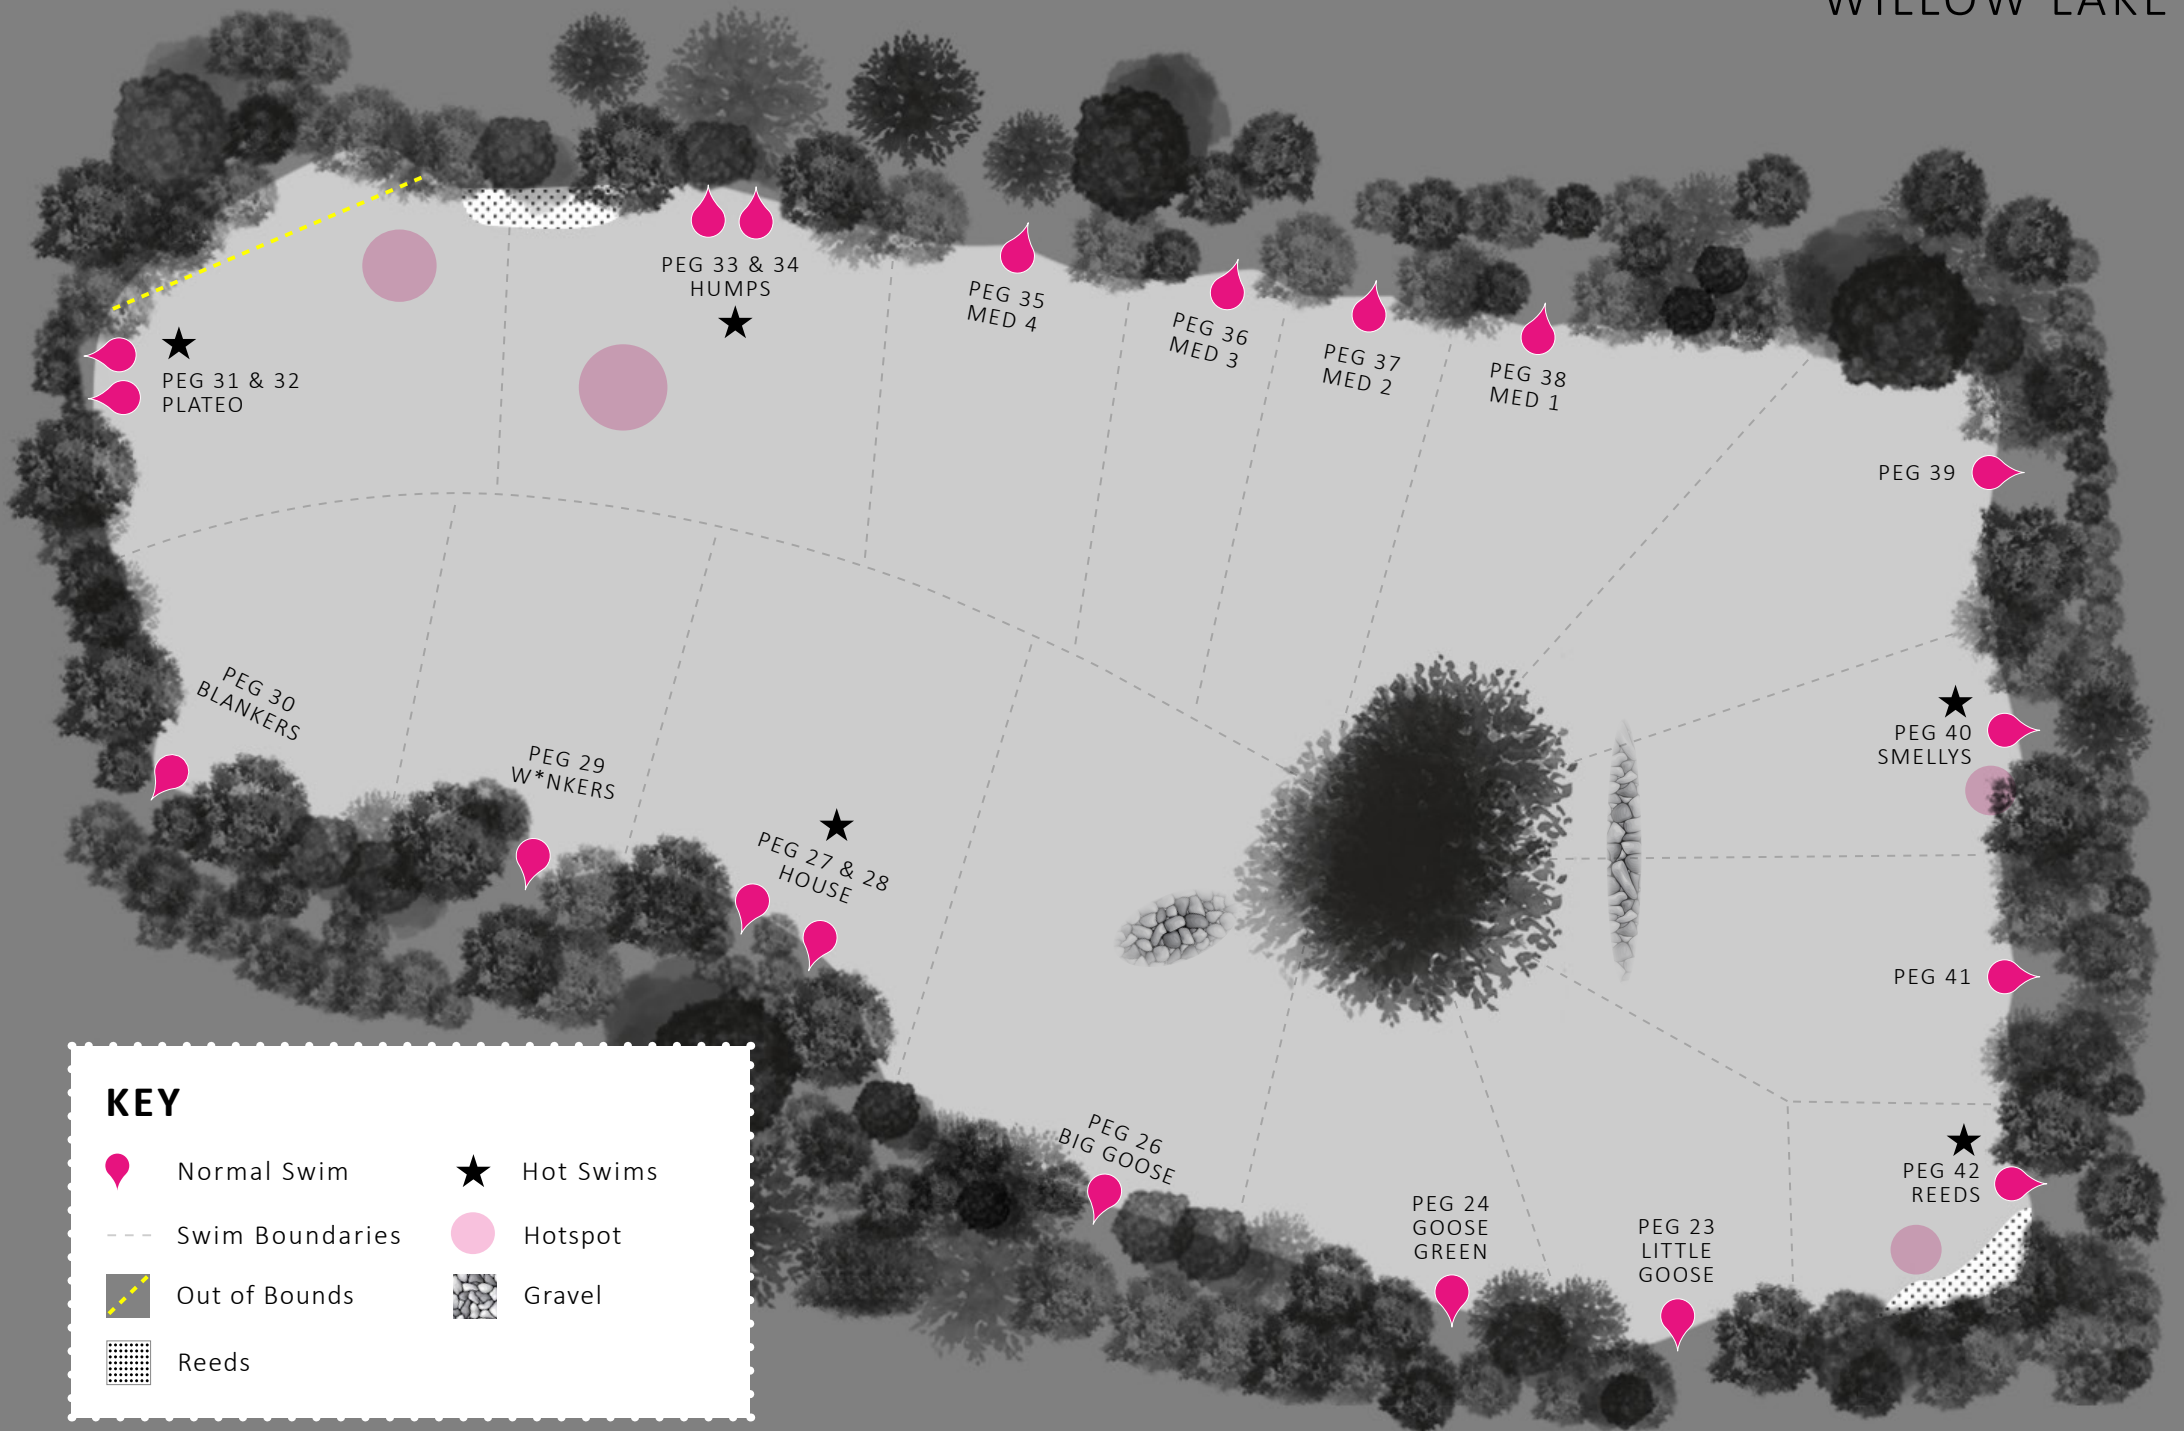 WILLOW LAKE
PEG 33 & 34
HUMPS
PEG 35
MED 4
PEG 36
MED 3
PEG 37
MED 2
PEG 38
MED 1
PEG 31 & 32
PLATEO
PEG 39
PEG 30
BLANKERS
PEG 29
W*NKERS
PEG 27 & 28
HOUSE
PEG 40
SMELLYS
PEG 41
PEG 26
BIG GOOSE
PEG 24
GOOSE
GREEN
PEG 23
LITTLE
GOOSE
PEG 42
REEDS
KEY
Normal Swim
Hot Swims
Swim Boundaries
Hotspot
Out of Bounds
Gravel
Reeds